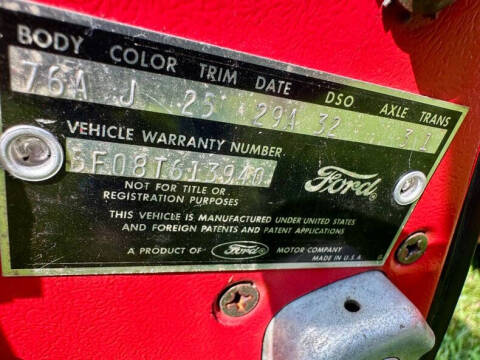 BODY COLOR TRIM DATE DSO AXLE TRANS
76A J 25 29A 32 3 1
VEHICLE WARRANTY NUMBER
5F08T613940
Ford
NOT FOR TITLE OR
REGISTRATION PURPOSES
THIS VEHICLE IS MANUFACTURED UNDER UNITED STATES
AND FOREIGN PATENTS AND PATENT APPLICATIONS
A PRODUCT OF Ford MOTOR COMPANY
MADE IN U.S.A.